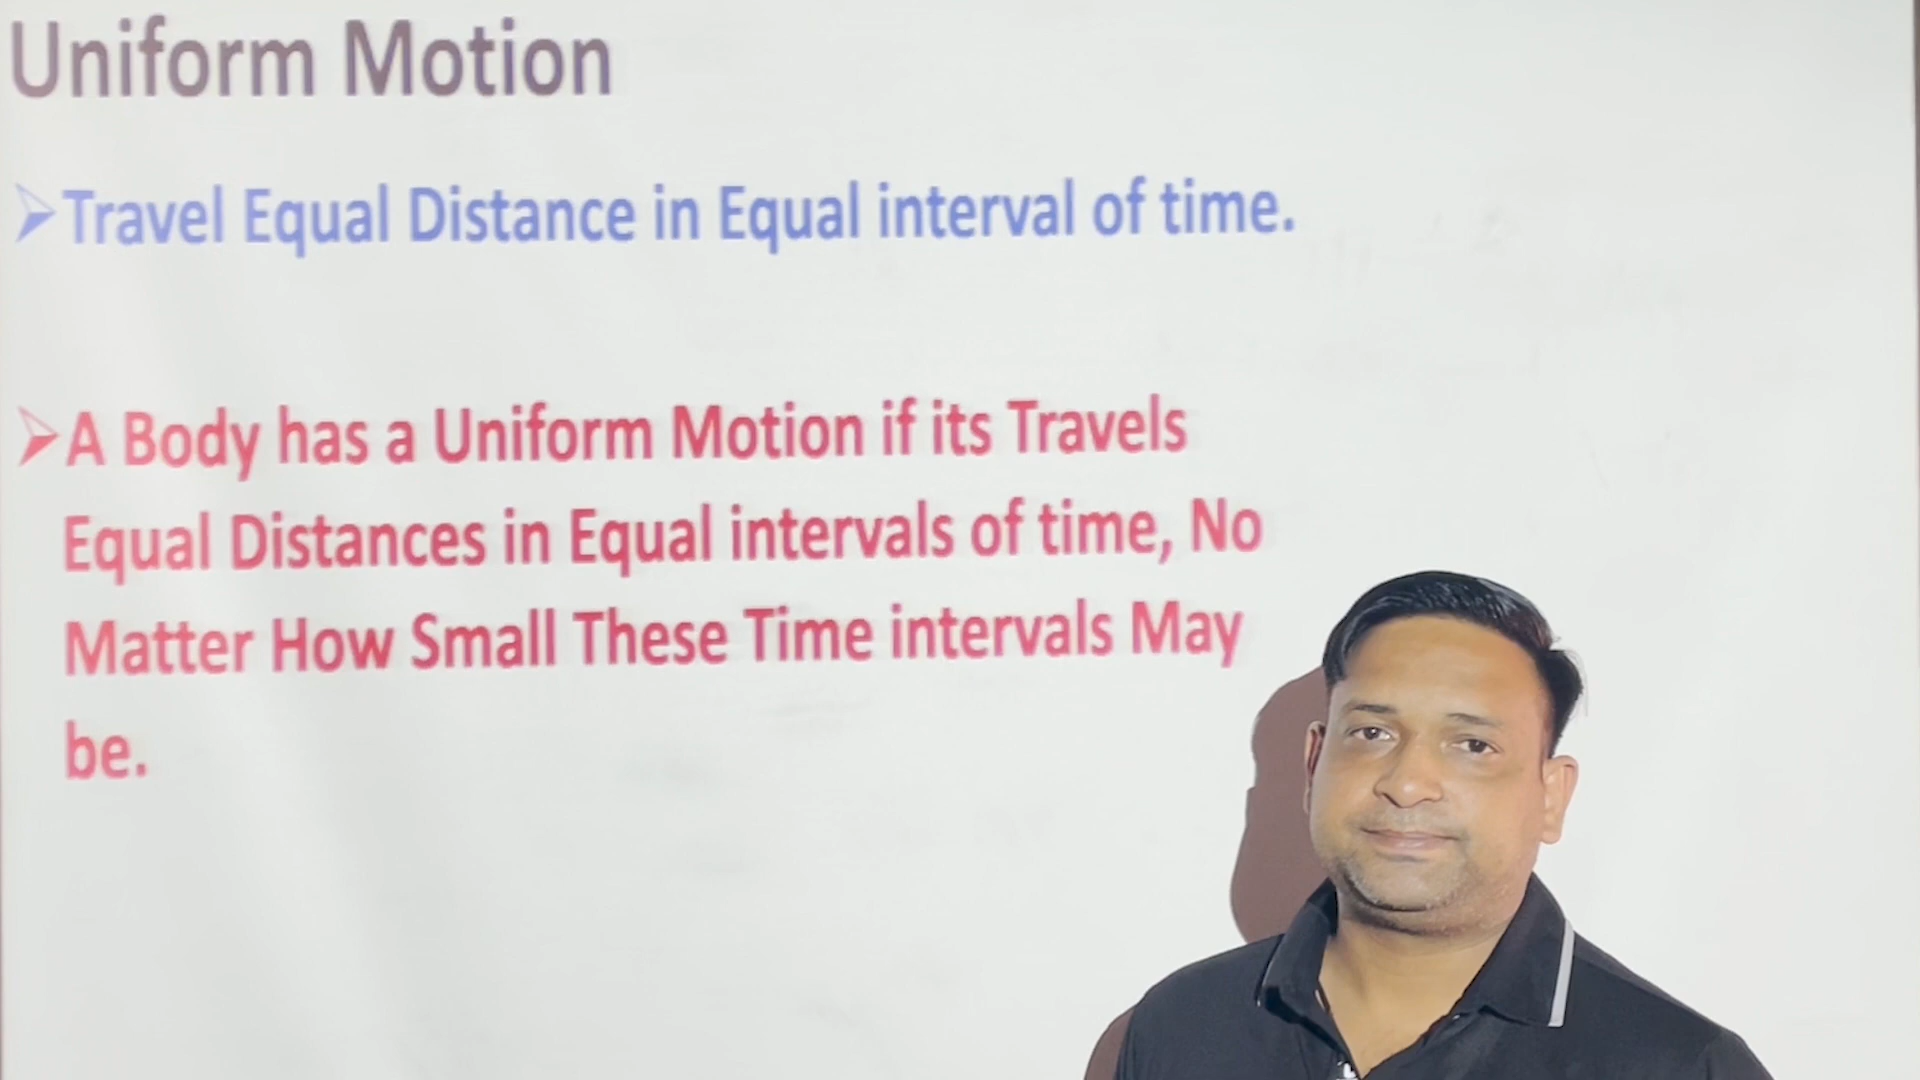 Uniform Motion
➢Travel Equal Distance in Equal interval of time.
➢A Body has a Uniform Motion if its Travels
Equal Distances in Equal intervals of time, No
Matter How Small These Time intervals May
be.